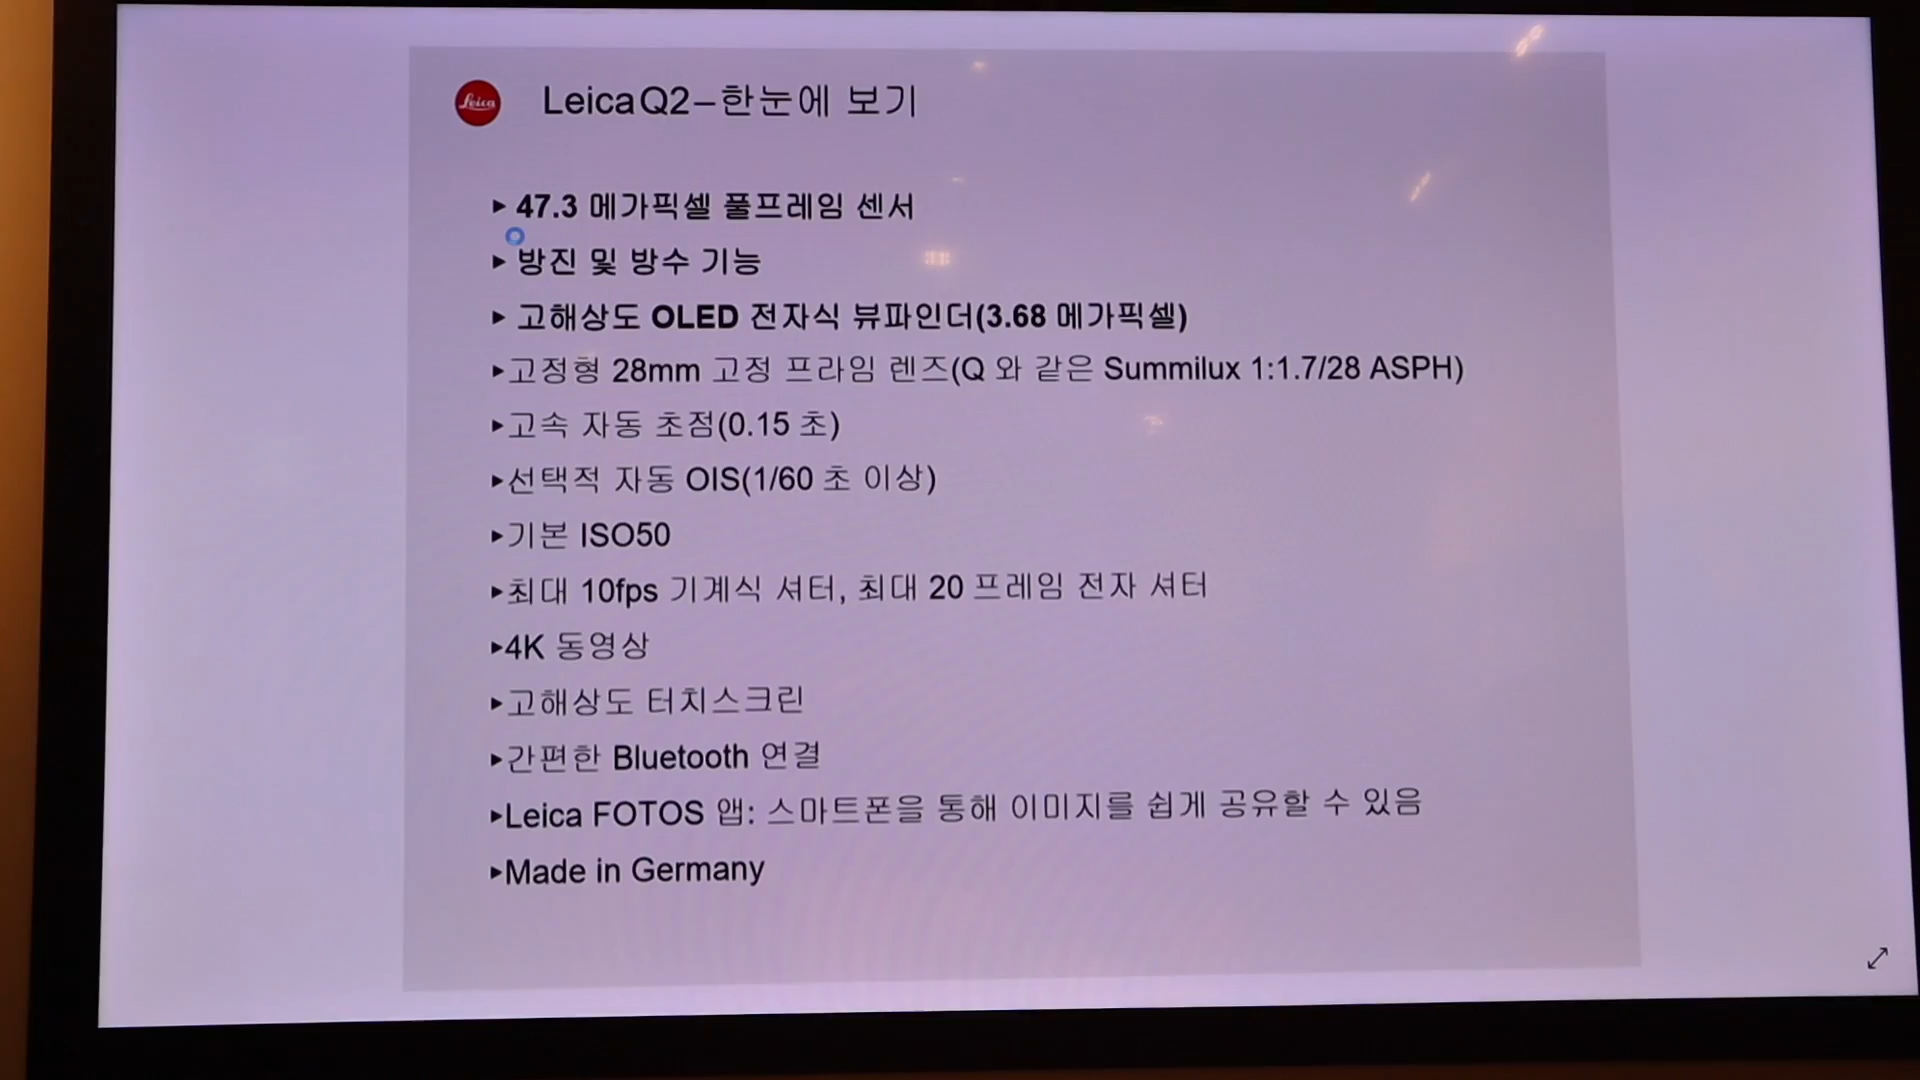 Leica
Leica Q2 – 한눈에 보기
▸ 47.3 메가픽셀 풀프레임 센서
▸ 방진 및 방수 기능
▸ 고해상도 OLED 전자식 뷰파인더(3.68 메가픽셀)
▸고정형 28mm 고정 프라임 렌즈(Q 와 같은 Summilux 1:1.7/28 ASPH)
▸고속 자동 초점(0.15 초)
▸선택적 자동 OIS(1/60 초 이상)
▸기본 ISO50
▸최대 10fps 기계식 셔터, 최대 20 프레임 전자 셔터
▸4K 동영상
▸고해상도 터치스크린
▸간편한 Bluetooth 연결
▸Leica FOTOS 앱: 스마트폰을 통해 이미지를 쉽게 공유할 수 있음
▸Made in Germany